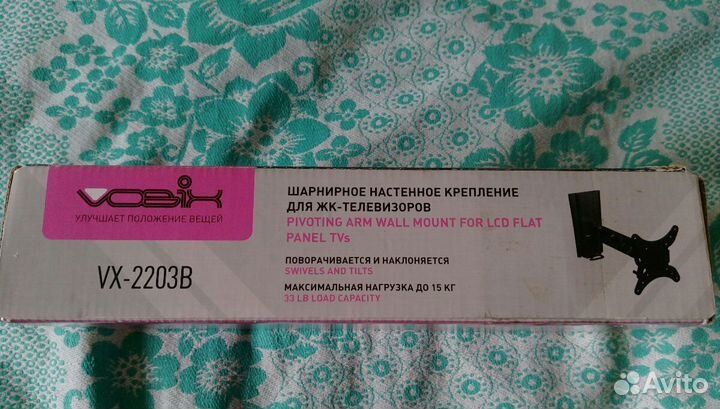 VOBIX
УЛУЧШАЕТ ПОЛОЖЕНИЕ ВЕЩЕЙ
VX-2203B
ШАРНИРНОЕ НАСТЕННОЕ КРЕПЛЕНИЕ
ДЛЯ ЖК-ТЕЛЕВИЗОРОВ
PIVOTING ARM WALL MOUNT FOR LCD FLAT
PANEL TVs
ПОВОРАЧИВАЕТСЯ И НАКЛОНЯЕТСЯ
SWIVELS AND TILTS
МАКСИМАЛЬНАЯ НАГРУЗКА ДО 15 КГ
33 LB LOAD CAPACITY
Avito